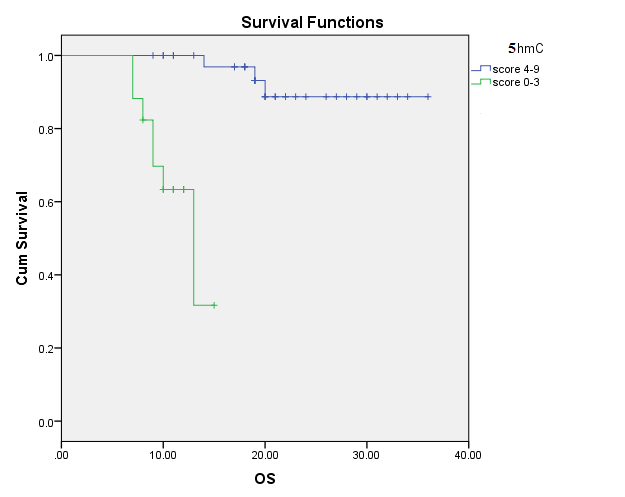 Survival Functions
5hmC
score 4-9
score 0-3
Cum Survival
1.0
0.8
0.6
0.4
0.2
0.0
.00
10.00
20.00
30.00
40.00
OS